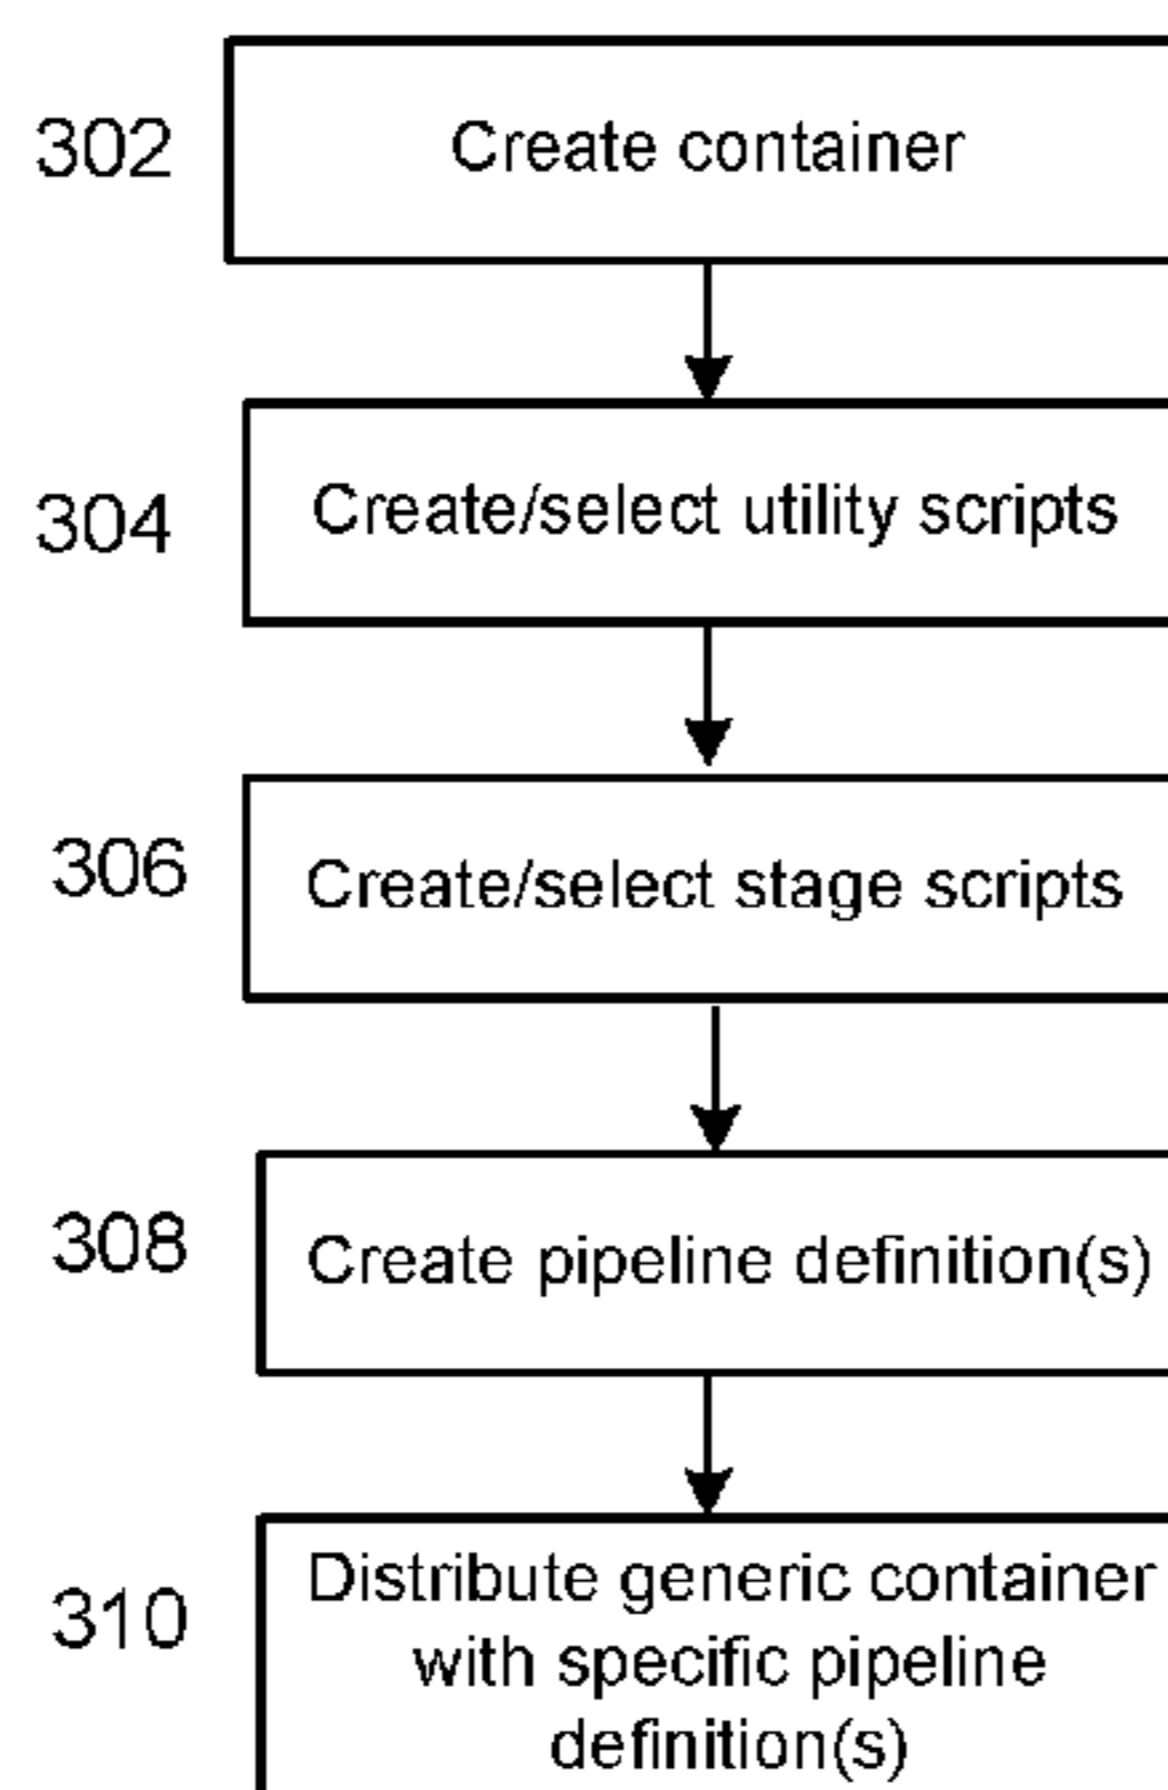 302 Create container
304 Create/select utility scripts
306 Create/select stage scripts
308 Create pipeline definition(s)
Distribute generic container
310 with specific pipeline
definition(s)